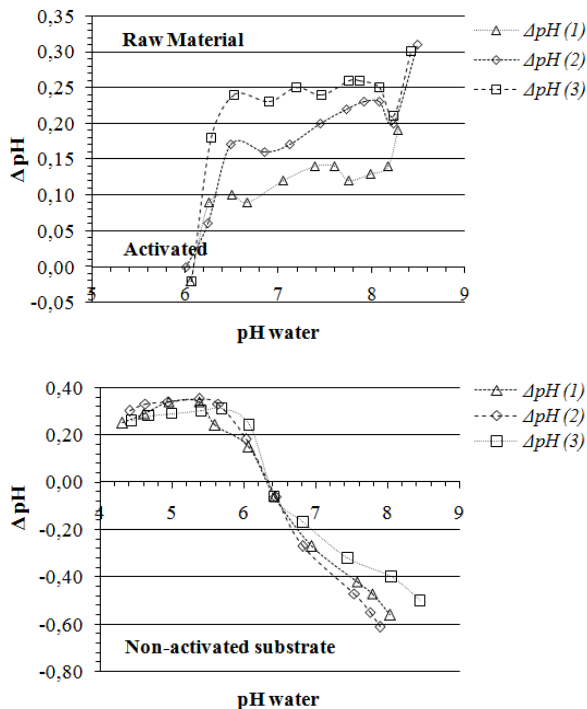 0,35
Raw Material
0,30
0,25
0,20
0,15
0,10
0,05
Activated
0,00
-0,05
5 6 7 8 9
ΔpH
pH water
ΔpH (1)
ΔpH (2)
ΔpH (3)
0,40
0,20
0,00
-0,20
-0,40
-0,60
-0,80
4 5 6 7 8 9
ΔpH
Non-activated substrate
pH water
ΔpH (1)
ΔpH (2)
ΔpH (3)